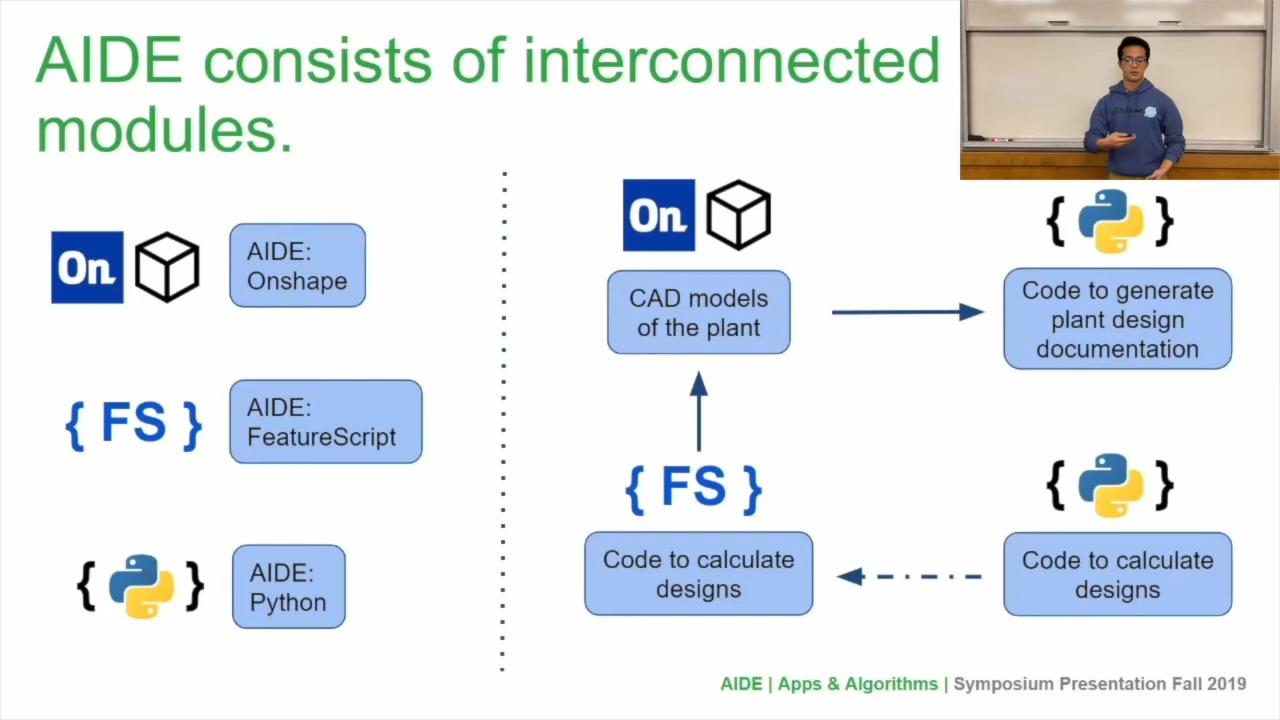 AIDE consists of interconnected
modules.
On
AIDE:
Onshape
{ FS }
AIDE:
FeatureScript
{ }
AIDE:
Python
On
CAD models
of the plant
{ }
Code to generate
plant design
documentation
{ FS }
Code to calculate
designs
{ }
Code to calculate
designs
AIDE | Apps & Algorithms | Symposium Presentation Fall 2019